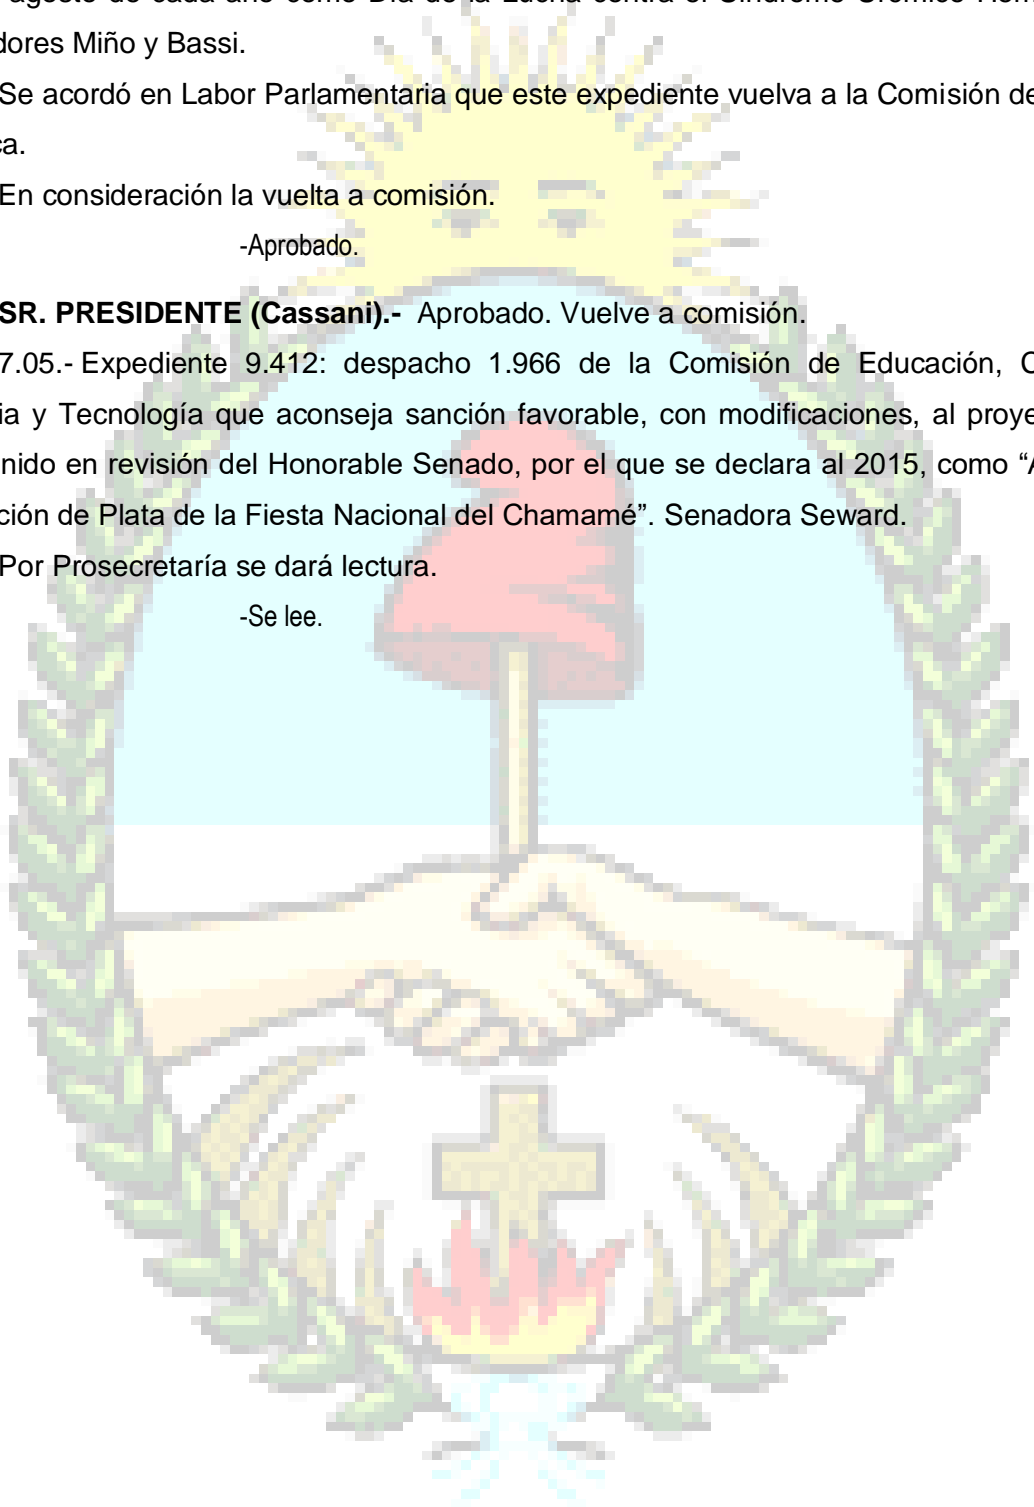 agosto de cada año como Día de la Lucha contra el Síndrome Urémico
dores Miño y Bassi.
Se acordó en Labor Parlamentaria que este expediente vuelva a la Comisión de
ca.
En consideración la vuelta a comisión.
-Aprobado.
SR. PRESIDENTE (Cassani).- Aprobado. Vuelve a comisión.
7.05.- Expediente 9.412: despacho 1.966 de la Comisión de Educación, C
ia y Tecnología que aconseja sanción favorable, con modificaciones, al proye
nido en revisión del Honorable Senado, por el que se declara al 2015, como “A
ción de Plata de la Fiesta Nacional del Chamamé”. Senadora Seward.
Por Prosecretaría se dará lectura.
-Se lee.